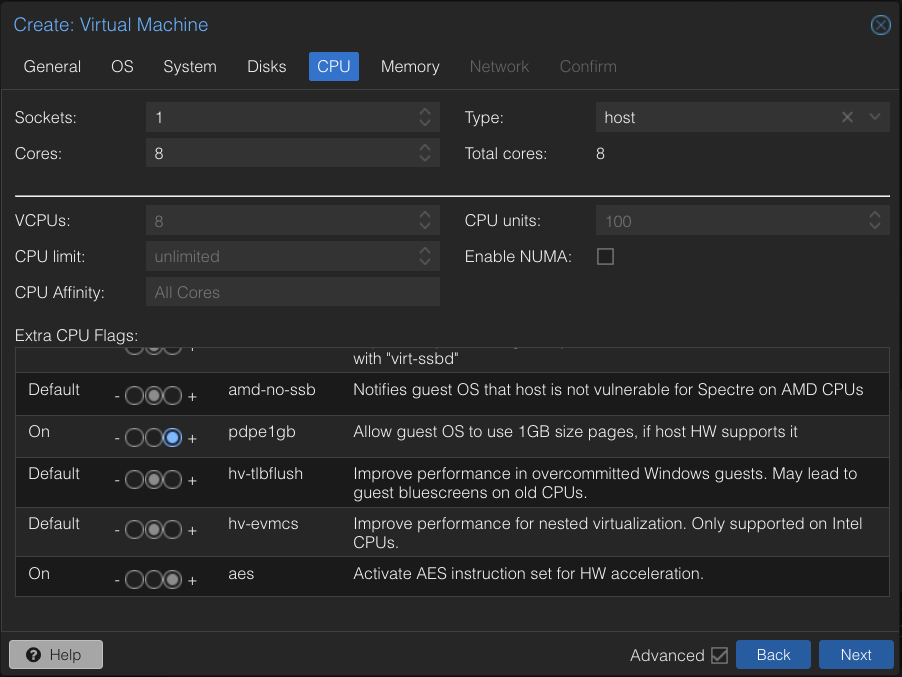 Create: Virtual Machine
General OS System Disks CPU Memory Network Confirm
Sockets: 1 Type: host
Cores: 8 Total cores: 8
VCPUs: 8 CPU units: 100
CPU limit: unlimited Enable NUMA:
CPU Affinity: All Cores
Extra CPU Flags:
- +
with "virt-ssbd"
Default - + amd-no-ssb Notifies guest OS that host is not vulnerable for Spectre on AMD CPUs
On - + pdpe1gb Allow guest OS to use 1GB size pages, if host HW supports it
Default - + hv-tlbflush Improve performance in overcommitted Windows guests. May lead to
guest bluescreens on old CPUs.
Default - + hv-evmcs Improve performance for nested virtualization. Only supported on Intel
CPUs.
On - + aes Activate AES instruction set for HW acceleration.
? Help Advanced Back Next